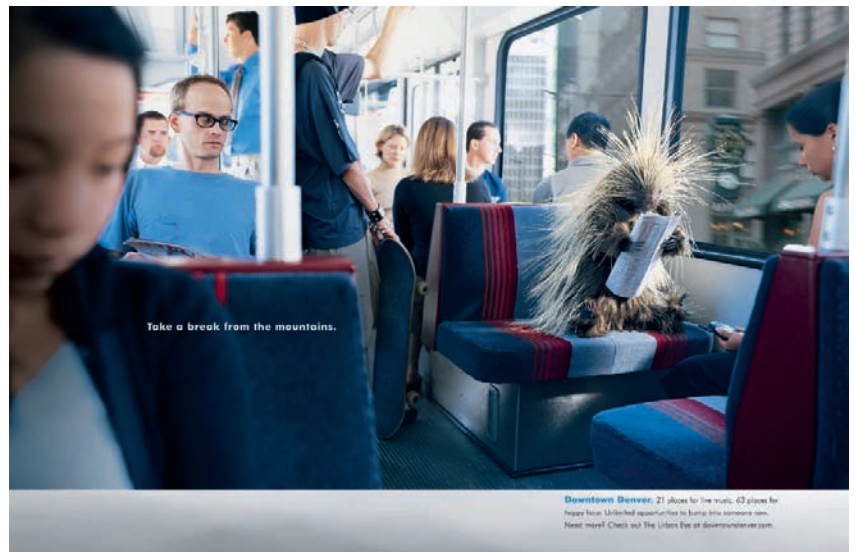 Take a break from the mountains.
Downtown Denver. 21 places for live music. 63 places for
happy hour. Unlimited opportunities to bump into someone new.
Need more? Check out The Urban Eye at downtowndenver.com.